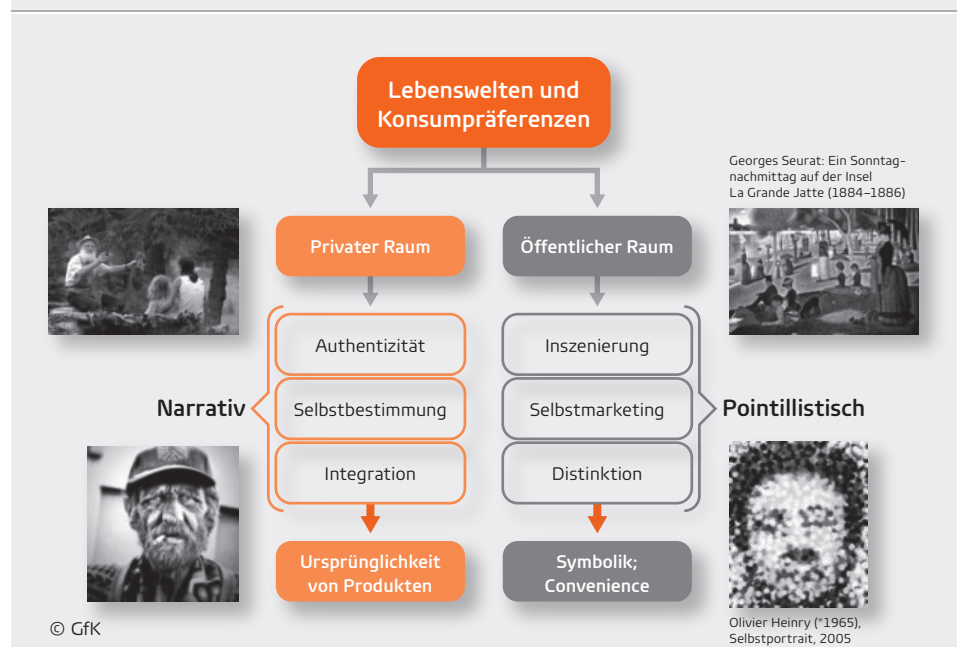 Lebenswelten und
Konsumpräferenzen
Georges Seurat: Ein Sonntag-
nachmittag auf der Insel
La Grande Jatte (1884–1886)
Privater Raum
Öffentlicher Raum
Authentizität
Inszenierung
Narrativ
Selbstbestimmung
Selbstmarketing
Pointillistisch
Integration
Distinktion
Ursprünglichkeit
von Produkten
Symbolik;
Convenience
© GfK
Olivier Heinry (*1965),
Selbstportrait, 2005